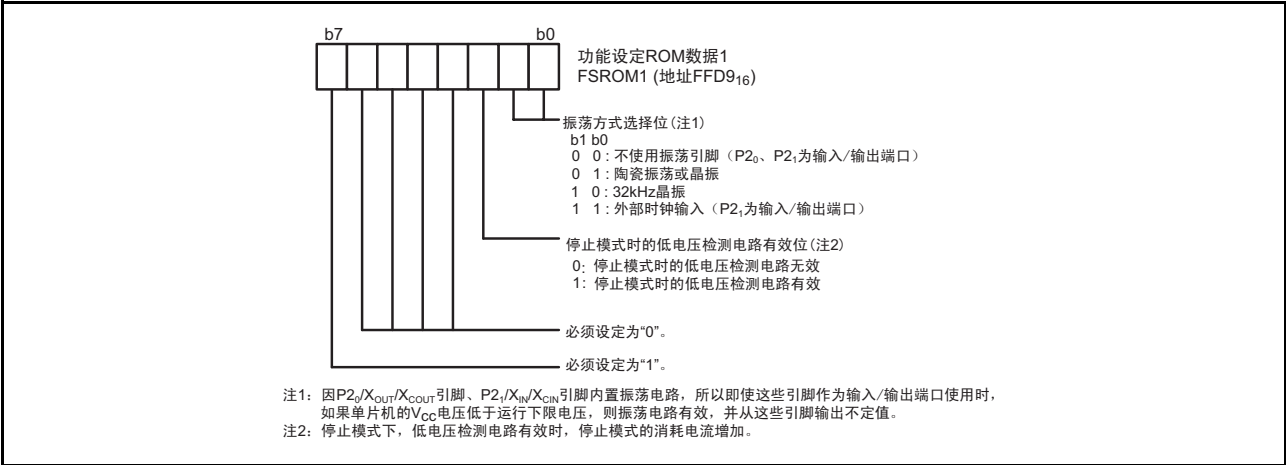 b7 b0
功能设定ROM数据1
FSROM1 (地址FFD9₁₆)
振荡方式选择位(注1)
b1 b0
0 0 : 不使用振荡引脚（P2₀、P2₁为输入/输出端口）
0 1 : 陶瓷振荡或晶振
1 0 : 32kHz晶振
1 1 : 外部时钟输入（P2₁为输入/输出端口）
停止模式时的低电压检测电路有效位(注2)
0: 停止模式时的低电压检测电路无效
1: 停止模式时的低电压检测电路有效
必须设定为“0”。
必须设定为“1”。
注1: 因P2₀/XOUT/XCOUT引脚、P2₁/XIN/XCIN引脚内置振荡电路，所以即使这些引脚作为输入/输出端口使用时，
如果单片机的VCC电压低于运行下限电压，则振荡电路有效，并从这些引脚输出不定值。
注2: 停止模式下，低电压检测电路有效时，停止模式的消耗电流增加。